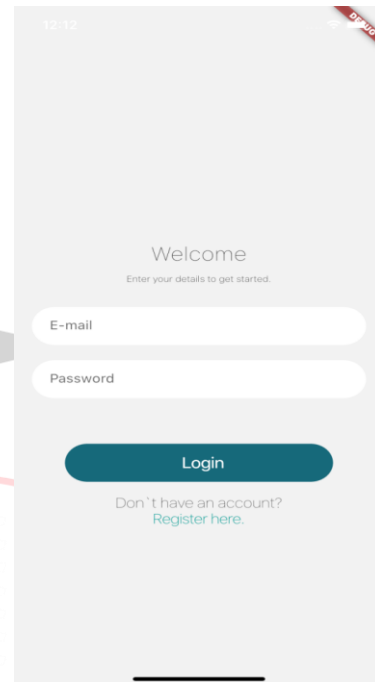 12:12
DEBUG
Welcome
Enter your details to get started.
E-mail
Password
Login
Don`t have an account?
Register here.